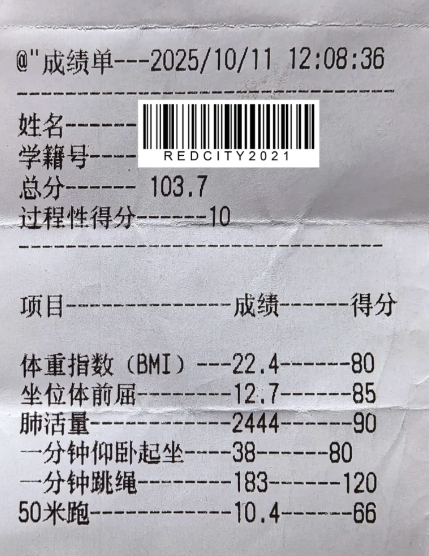 @"成绩单---2025/10/11 12:08:36
--------------------------------
姓名------
学籍号----
REDCITY2021
总分------ 103.7
过程性得分------10
-------------------------------
项目--------------成绩------得分
体重指数（BMI）---22.4------80
坐位体前屈--------12.7------85
肺活量------------2444------90
一分钟仰卧起坐----38------80
一分钟跳绳--------183------120
50米跑------------10.4------66